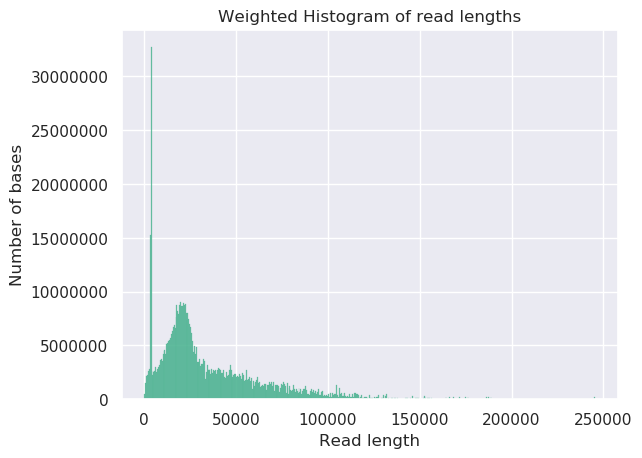 Weighted Histogram of read lengths
Number of bases
30000000
25000000
20000000
15000000
10000000
5000000
0
0 50000 100000 150000 200000 250000
Read length